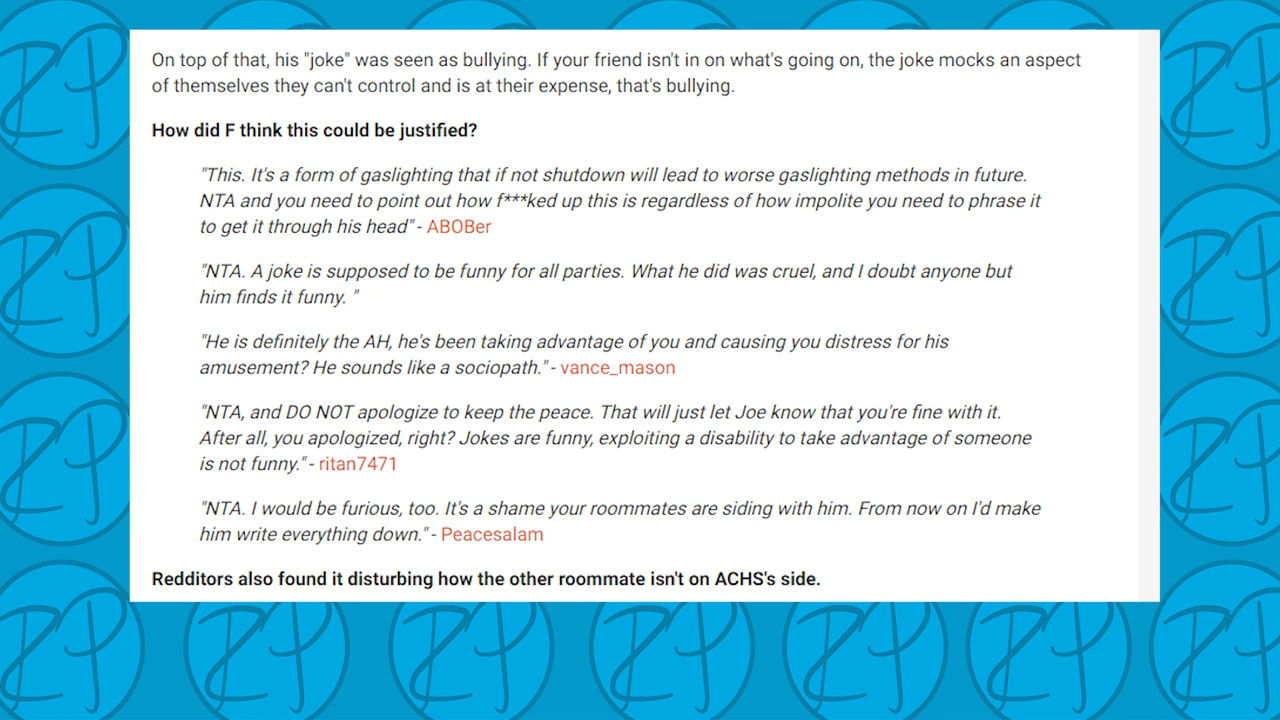 On top of that, his "joke" was seen as bullying. If your friend isn't in on what's going on, the joke mocks an aspect
of themselves they can't control and is at their expense, that's bullying.
How did F think this could be justified?
"This. It's a form of gaslighting that if not shutdown will lead to worse gaslighting methods in future.
NTA and you need to point out how f***ked up this is regardless of how impolite you need to phrase it
to get it through his head" - ABOBer
"NTA. A joke is supposed to be funny for all parties. What he did was cruel, and I doubt anyone but
him finds it funny. "
"He is definitely the AH, he's been taking advantage of you and causing you distress for his
amusement? He sounds like a sociopath." - vance_mason
"NTA, and DO NOT apologize to keep the peace. That will just let Joe know that you're fine with it.
After all, you apologized, right? Jokes are funny, exploiting a disability to take advantage of someone
is not funny." - ritan7471
"NTA. I would be furious, too. It's a shame your roommates are siding with him. From now on I'd make
him write everything down." - Peacesalam
Redditors also found it disturbing how the other roommate isn't on ACHS's side.